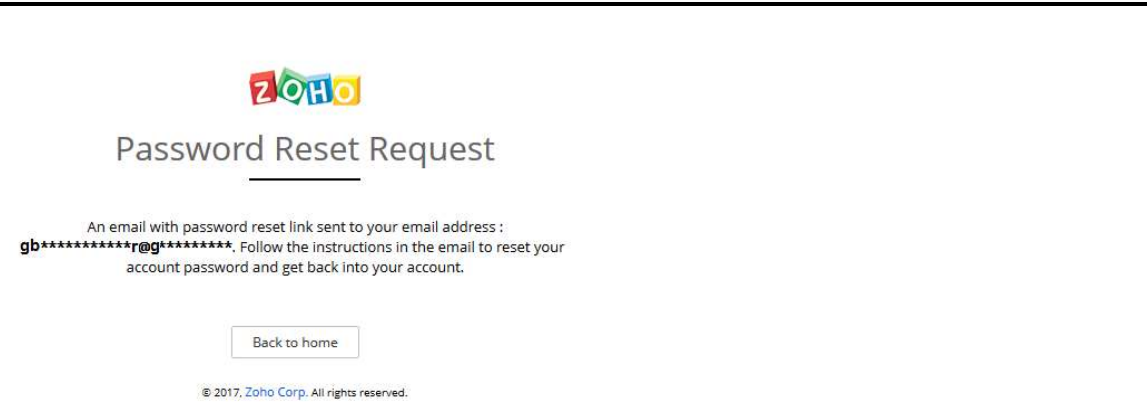 ZOHO
Password Reset Request
An email with password reset link sent to your email address :
gb***********r@g*********. Follow the instructions in the email to reset your
account password and get back into your account.
Back to home
© 2017, Zoho Corp. All rights reserved.